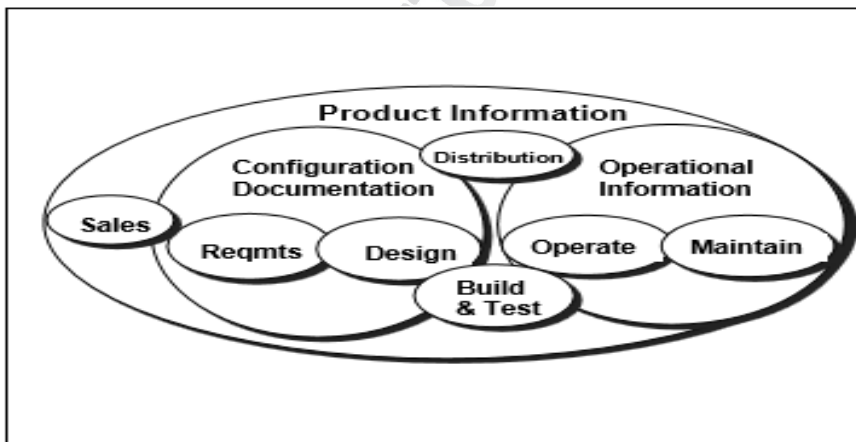 Product Information
Distribution
Configuration
Documentation
Operational
Information
Sales
Reqmts
Design
Operate
Maintain
Build
& Test